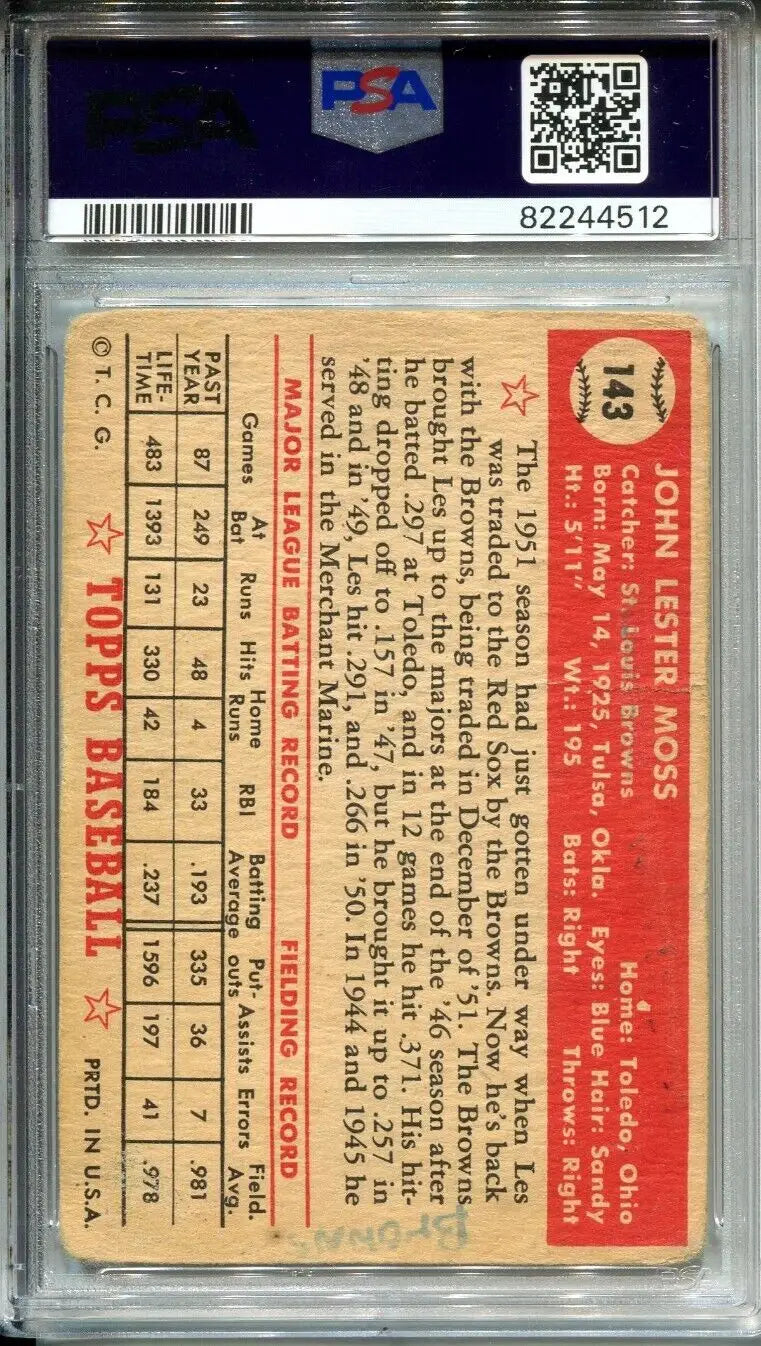 PSA
PSA
82244512
143
JOHN LESTER MOSS
Catcher: St. Louis Browns Home: Toledo, Ohio
Born: May 14, 1925, Tulsa, Okla. Eyes: Blue Hair: Sandy
Ht.: 5'11" Wt.: 195 Bats: Right Throws: Right
The 1951 season had just gotten under way when Les
was traded to the Red Sox by the Browns. Now he's back
with the Browns, being traded in December of '51. The Browns
brought Les up to the majors at the end of the '46 season after
he batted .297 at Toledo, and in 12 games he hit .371. His hit-
ting dropped off to .157 in '47, but he brought it up to .257 in
'48 and in '49, Les hit .291, and .266 in '50. In 1944 and 1945 he
served in the Merchant Marine.
Browns
MAJOR LEAGUE BATTING RECORD FIELDING RECORD
Games At Bat Runs Hits Home Runs RBI Batting Average Put-outs Assists Errors Field. Avg.
PAST YEAR 87 249 23 48 4 33 .193 335 36 7 .981
LIFE-TIME 483 1393 131 330 42 184 .237 1596 197 41 .978
© T. C. G. TOPPS BASEBALL PRTD. IN U.S.A.
PSA